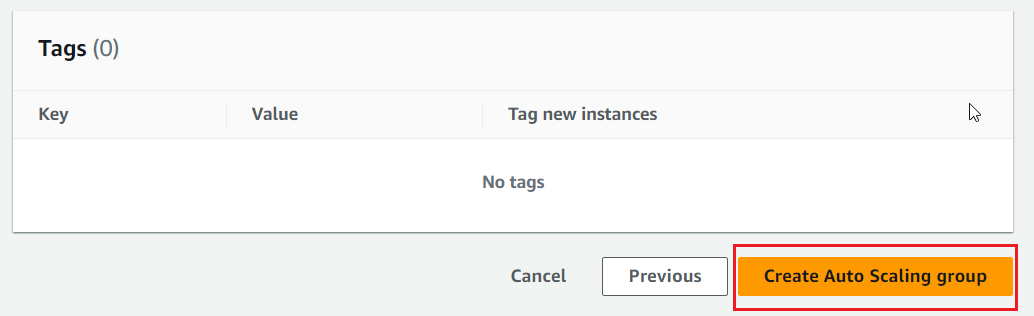 Tags (0)
Key Value Tag new instances
No tags
Cancel Previous Create Auto Scaling group